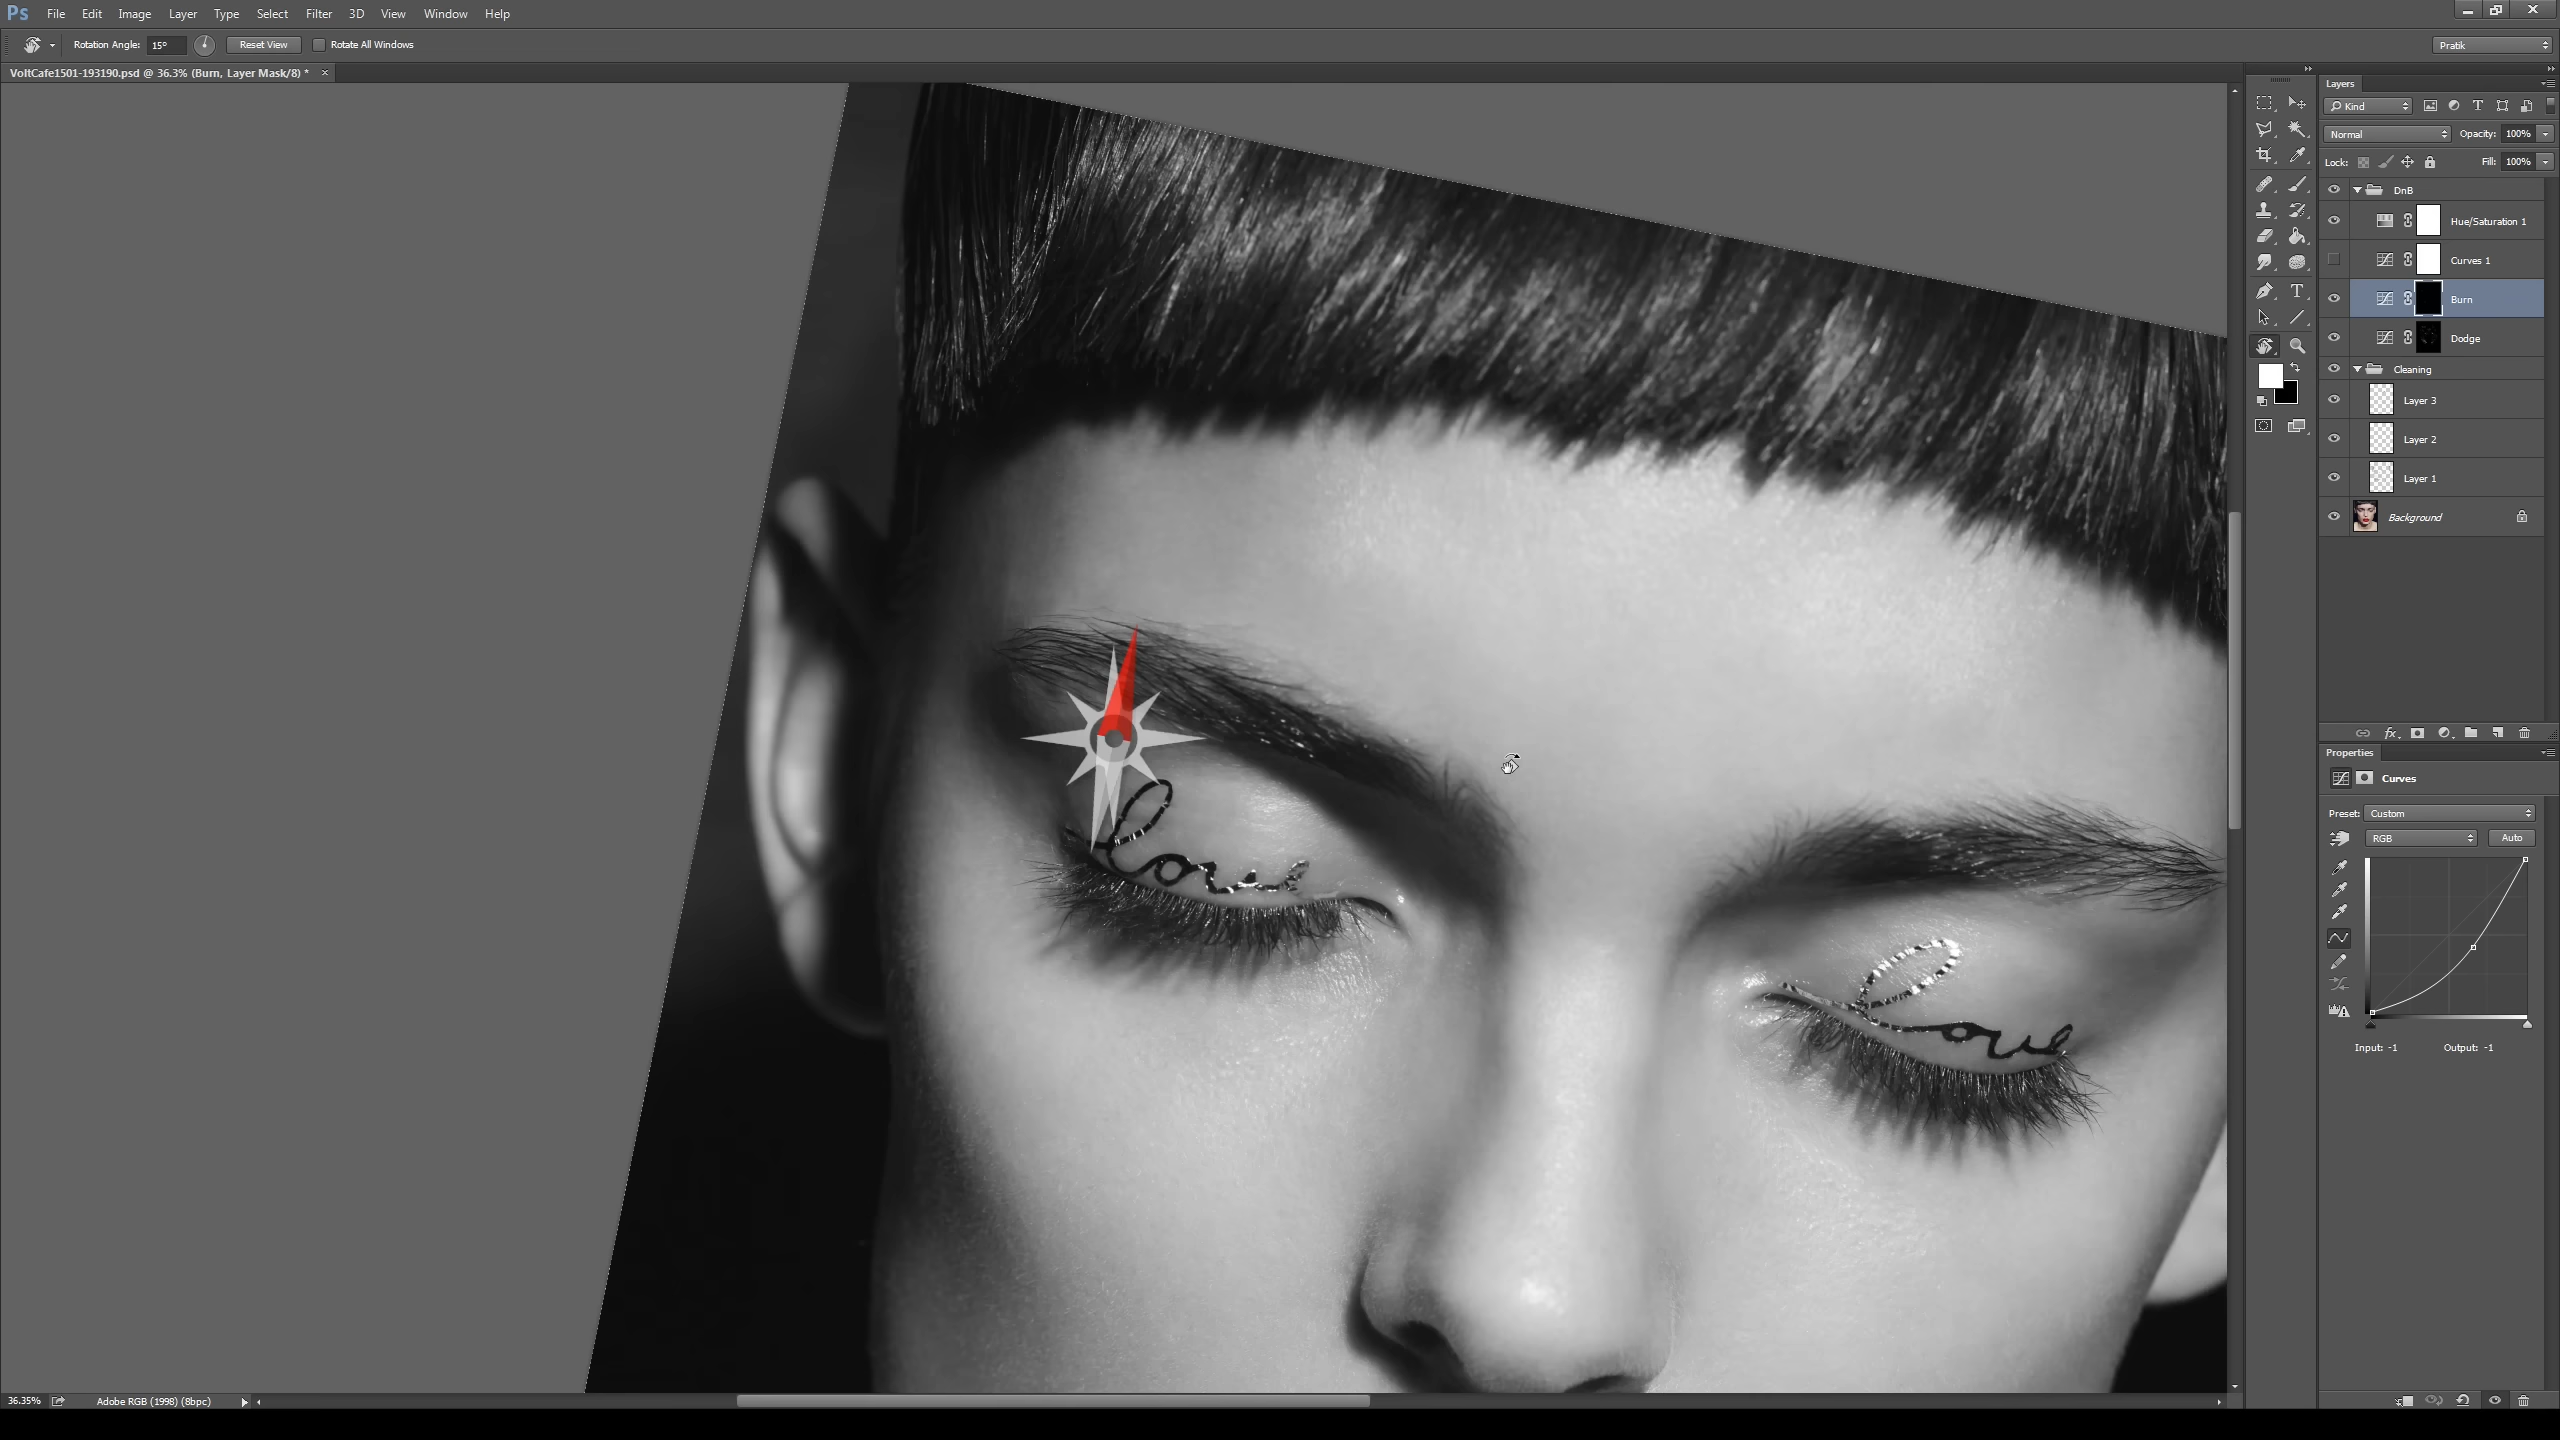 Ps File Edit Image Layer Type Select Filter 3D View Window Help
Rotation Angle: 15° Reset View Rotate All Windows Pratik
VoltCafe1501-193190.psd @ 36.3% (Burn, Layer Mask/8) * ×
Layers
Kind
Normal Opacity: 100%
Lock: Fill: 100%
DnB
Hue/Saturation 1
Curves 1
Burn
Dodge
Cleaning
Layer 3
Layer 2
Layer 1
Background
love
love
Properties
Curves
Preset: Custom
RGB Auto
Input: -1 Output: -1
36.35% Adobe RGB (1998) (8bpc)